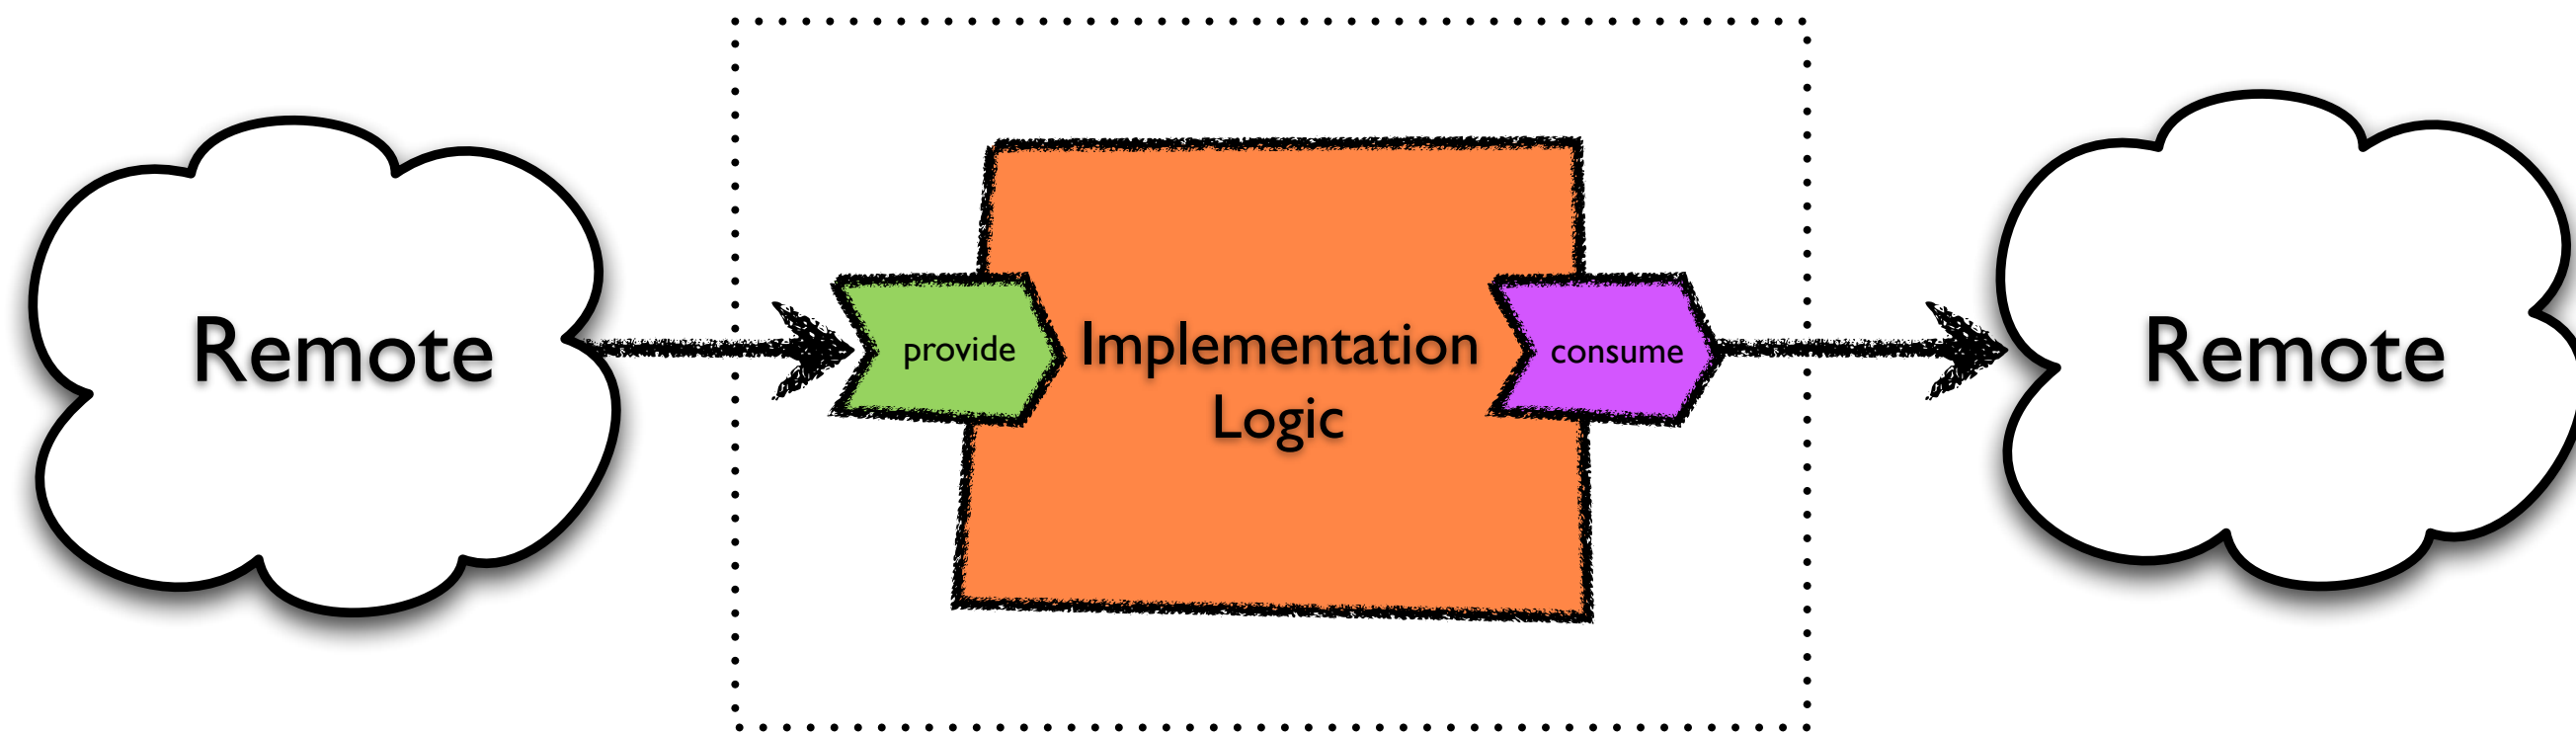 Remote
provide
Implementation
Logic
consume
Remote